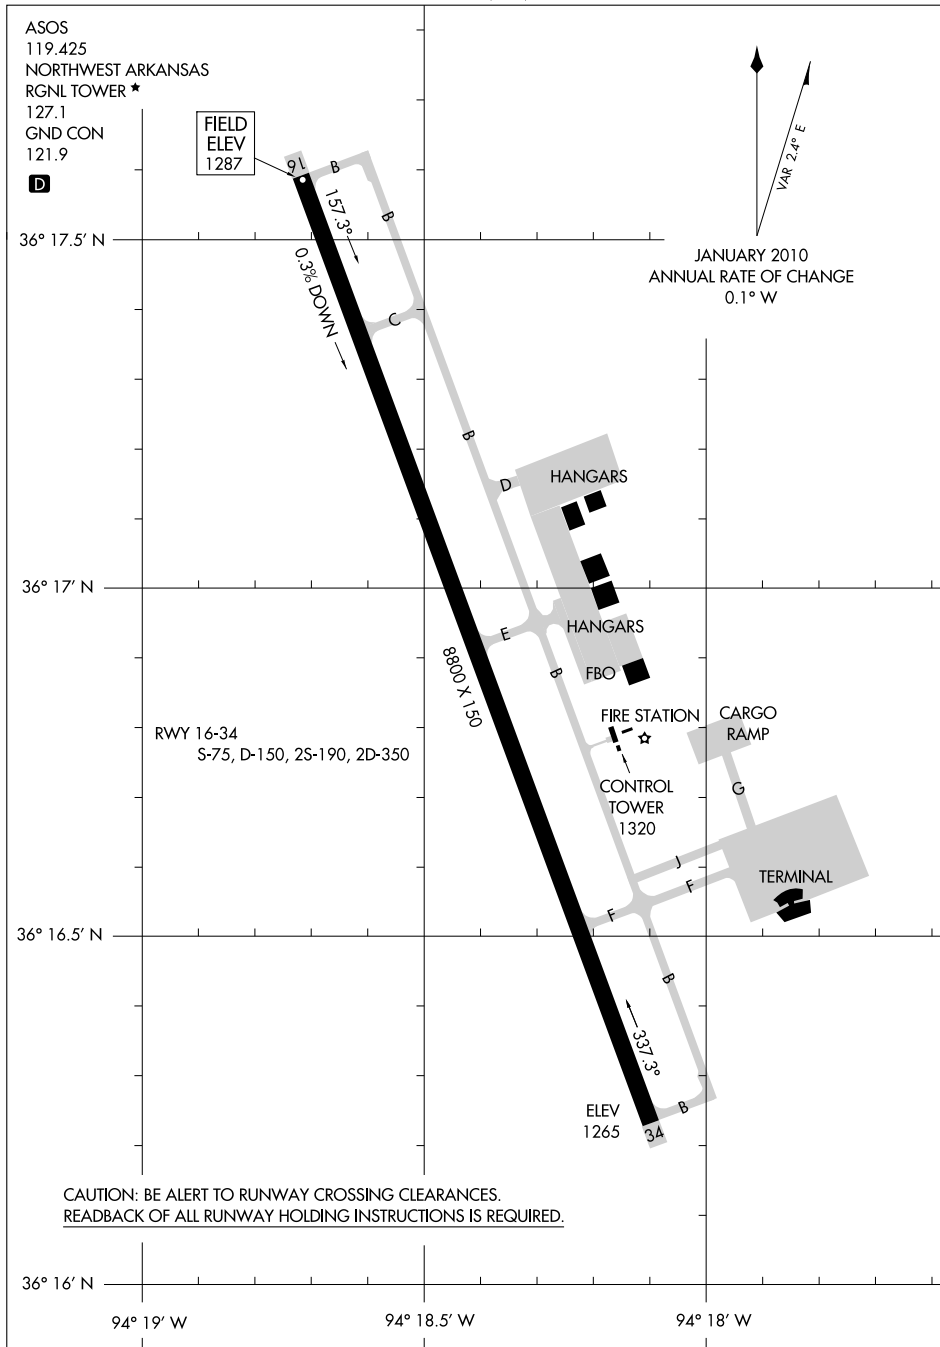 ASOS
119.425
NORTHWEST ARKANSAS
RGNL TOWER ★
127.1
GND CON
121.9
D
FIELD
ELEV
1287
16
B
157.3°
B
VAR 2.4° E
36° 17.5' N
JANUARY 2010
ANNUAL RATE OF CHANGE
0.1° W
0.3% DOWN
C
B
D
HANGARS
36° 17' N
HANGARS
E
B
FBO
8800 X 150
RWY 16-34
S-75, D-150, 2S-190, 2D-350
FIRE STATION
CARGO
RAMP
CONTROL
TOWER
1320
G
J
F
TERMINAL
F
36° 16.5' N
B
337.3°
ELEV
1265
B
34
CAUTION: BE ALERT TO RUNWAY CROSSING CLEARANCES.
READBACK OF ALL RUNWAY HOLDING INSTRUCTIONS IS REQUIRED.
36° 16' N
94° 19' W
94° 18.5' W
94° 18' W